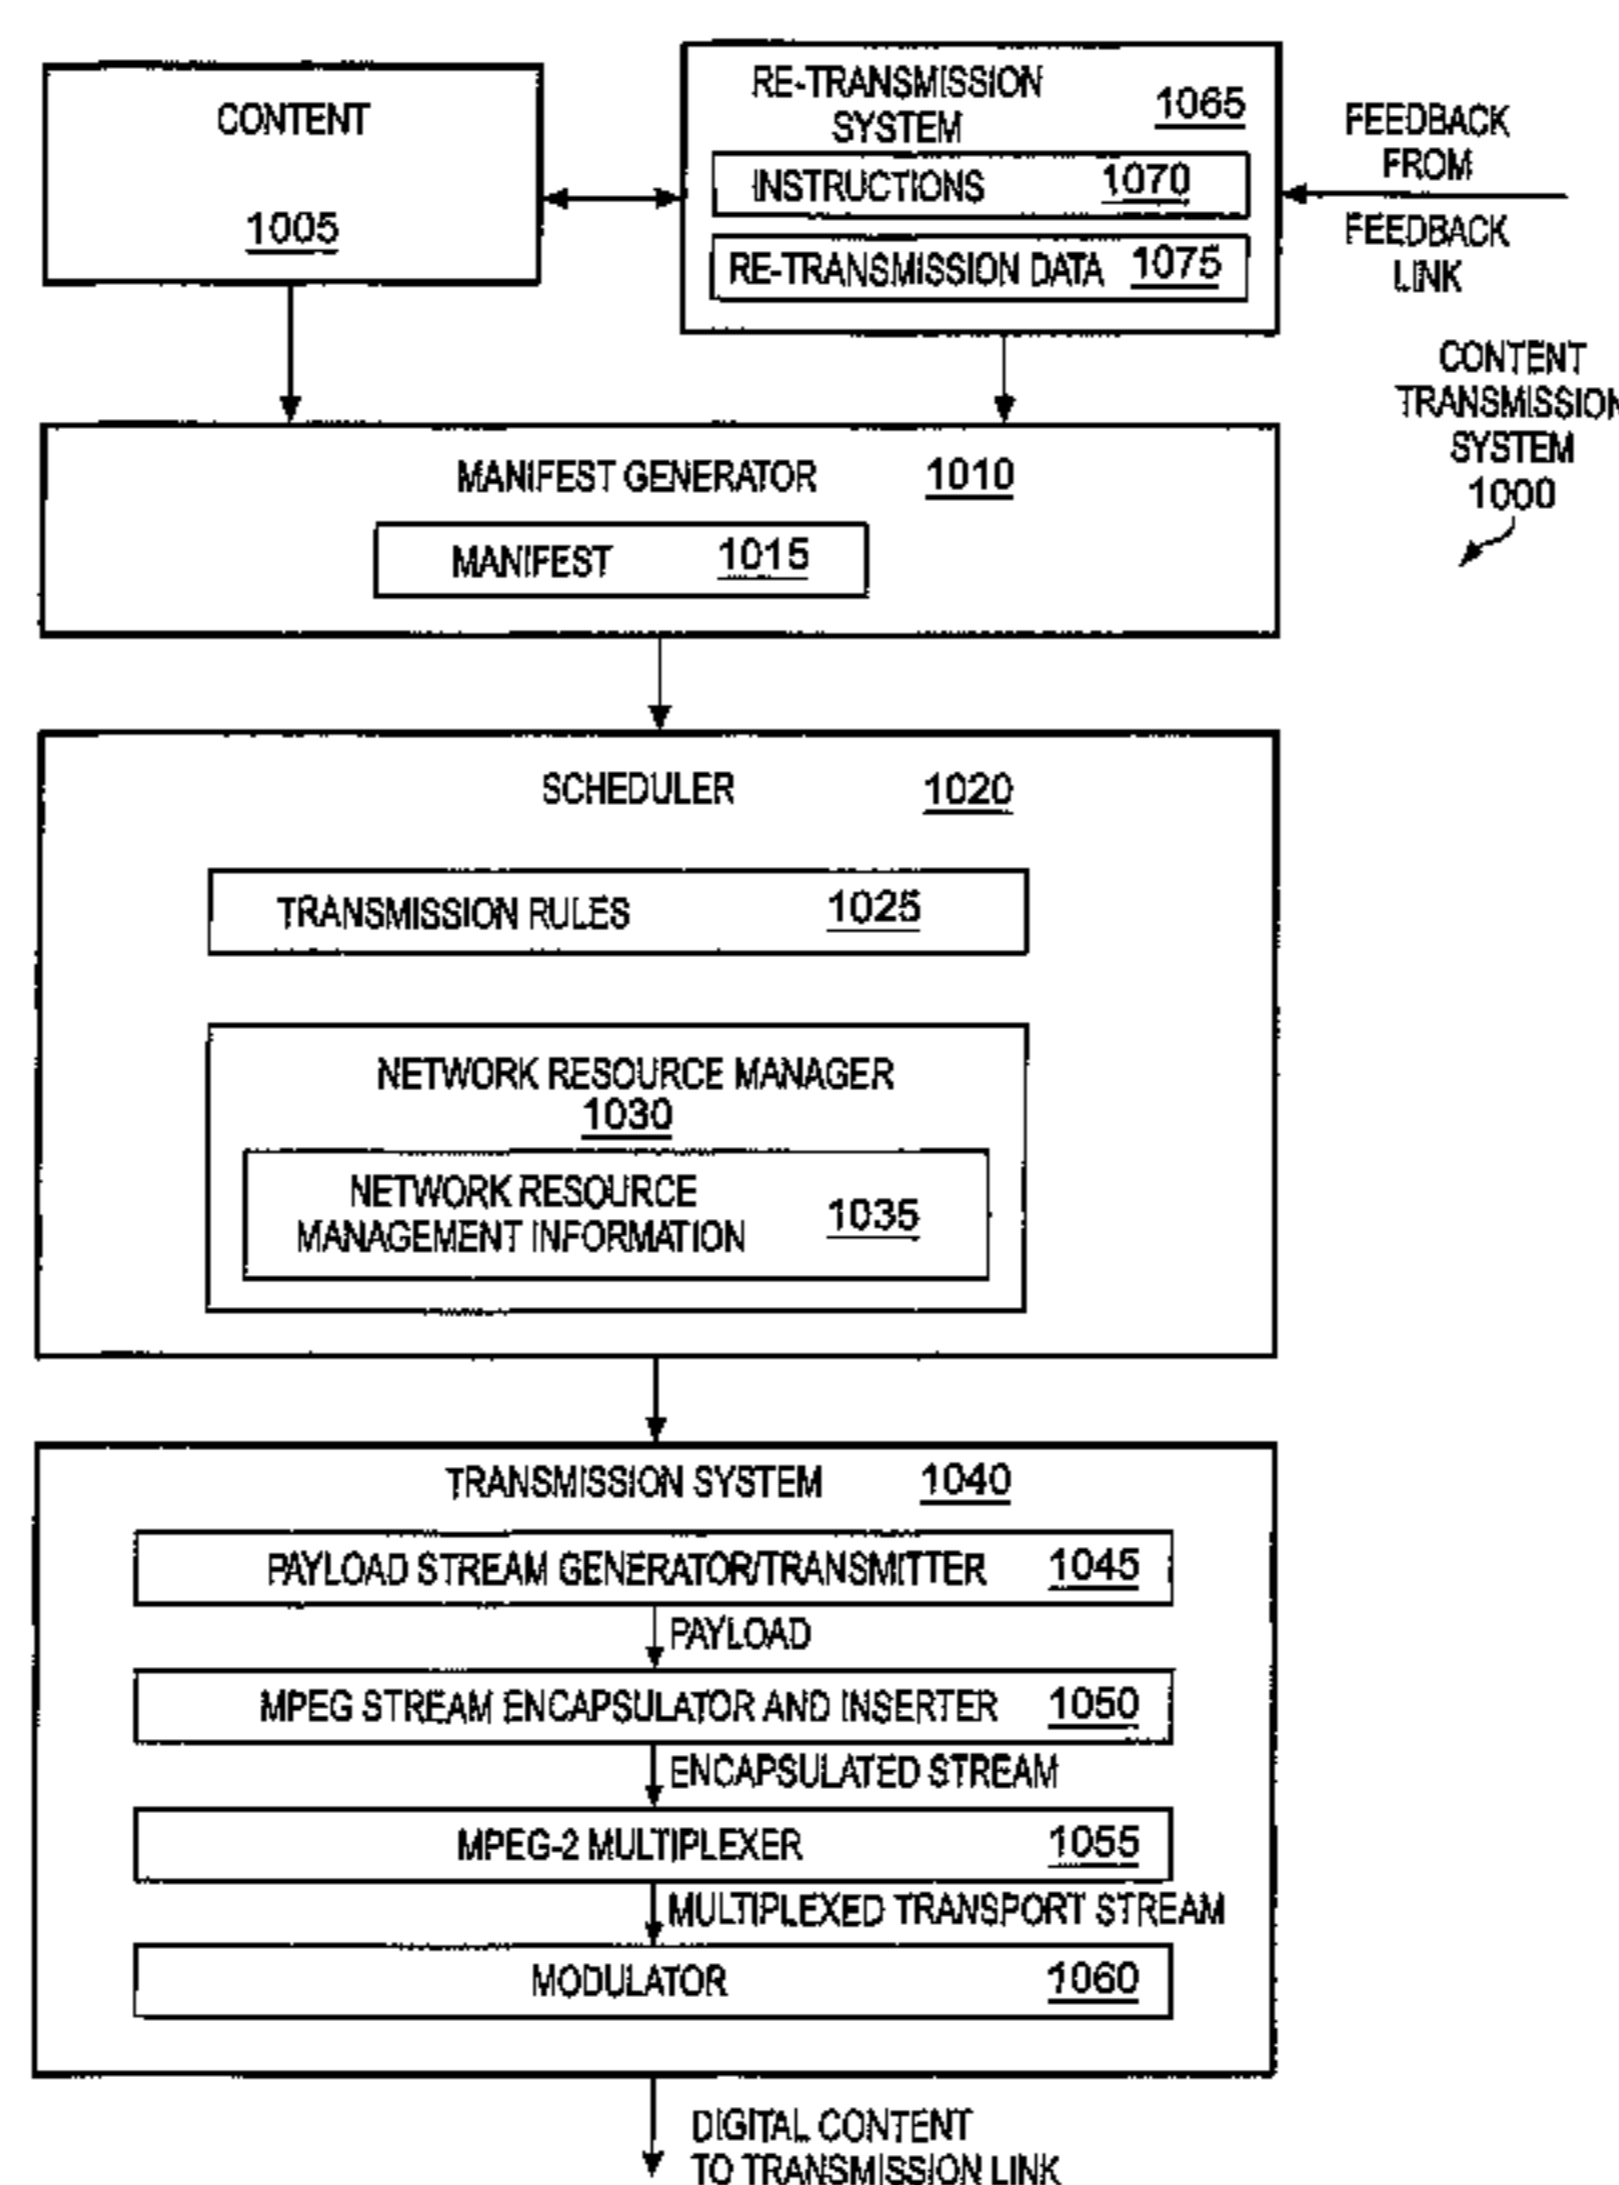 CONTENT
1005
RE-TRANSMISSION
SYSTEM
1065
INSTRUCTIONS 1070
RE-TRANSMISSION DATA 1075
FEEDBACK
FROM
FEEDBACK
LINK
CONTENT
TRANSMISSION
SYSTEM
1000
MANIFEST GENERATOR 1010
MANIFEST 1015
SCHEDULER 1020
TRANSMISSION RULES 1025
NETWORK RESOURCE MANAGER
1030
NETWORK RESOURCE
MANAGEMENT INFORMATION 1035
TRANSMISSION SYSTEM 1040
PAYLOAD STREAM GENERATOR/TRANSMITTER 1045
PAYLOAD
MPEG STREAM ENCAPSULATOR AND INSERTER 1050
ENCAPSULATED STREAM
MPEG-2 MULTIPLEXER 1055
MULTIPLEXED TRANSPORT STREAM
MODULATOR 1060
DIGITAL CONTENT
TO TRANSMISSION LINK